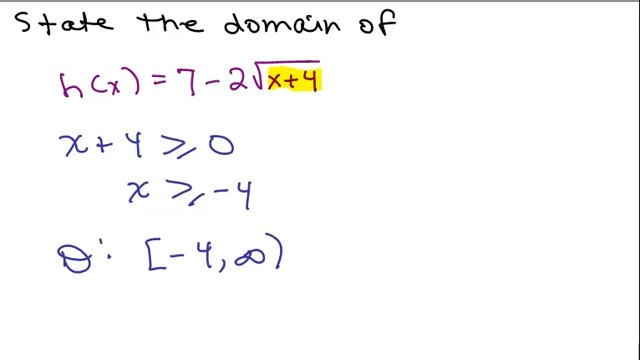 State the domain of
h(x) = 7 - 2√(x+4)
x + 4 ≥ 0
x ≥ -4
D: [-4, ∞)